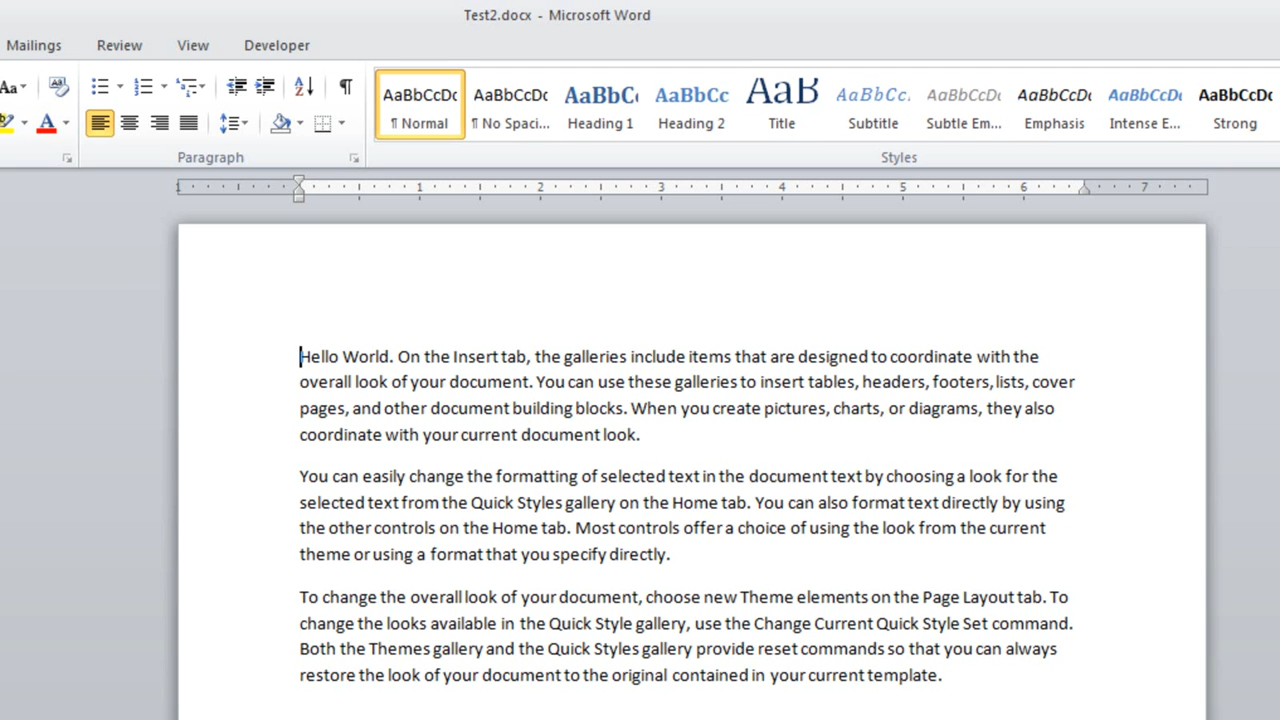 Test2.docx - Microsoft Word
Mailings Review View Developer
Aa
A
AaBbCcDc AaBbCcDc AaBbC AaBbCc AaB AaBbCc. AaBbCcDc AaBbCcDc AaBbCcDc AaBbCcDc
¶ Normal ¶ No Spaci... Heading 1 Heading 2 Title Subtitle Subtle Em... Emphasis Intense E... Strong
Paragraph Styles
1 1 2 3 4 5 6 7
Hello World. On the Insert tab, the galleries include items that are designed to coordinate with the
overall look of your document. You can use these galleries to insert tables, headers, footers, lists, cover
pages, and other document building blocks. When you create pictures, charts, or diagrams, they also
coordinate with your current document look.
You can easily change the formatting of selected text in the document text by choosing a look for the
selected text from the Quick Styles gallery on the Home tab. You can also format text directly by using
the other controls on the Home tab. Most controls offer a choice of using the look from the current
theme or using a format that you specify directly.
To change the overall look of your document, choose new Theme elements on the Page Layout tab. To
change the looks available in the Quick Style gallery, use the Change Current Quick Style Set command.
Both the Themes gallery and the Quick Styles gallery provide reset commands so that you can always
restore the look of your document to the original contained in your current template.